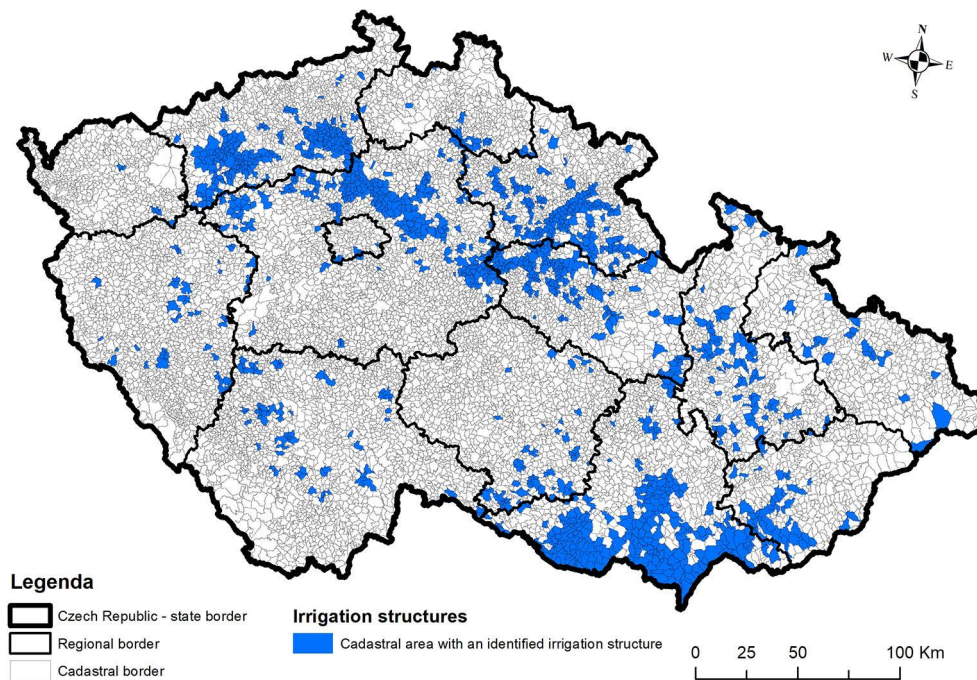 N
W E
S
Legenda
Czech Republic - state border
Regional border
Cadastral border
Irrigation structures
Cadastral area with an identified irrigation structure
0 25 50 100 Km